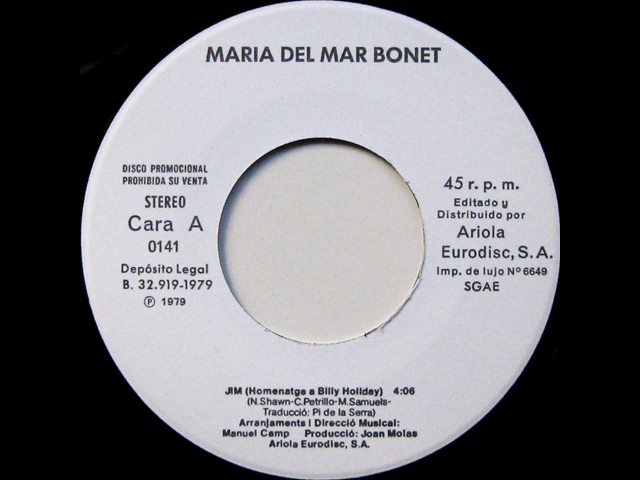 MARIA DEL MAR BONET
DISCO PROMOCIONAL
PROHIBIDA SU VENTA
STEREO
Cara A
0141
Depósito Legal
B. 32.919-1979
Ⓟ 1979
45 r. p. m.
Editado y
Distribuido por
Ariola
Eurodisc, S.A.
Imp. de lujo Nº 6649
SGAE
JIM (Homenatge a Billy Holiday) 4:06
(N.Shawn-C.Petrillo-M.Samuels-
Traducció: Pi de la Serra)
Arranjaments i Direcció Musical:
Manuel Camp Producció: Joan Molas
Ariola Eurodisc, S.A.